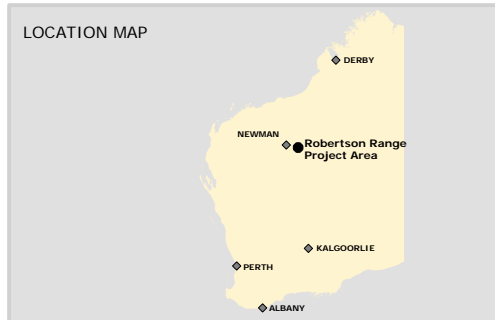 LOCATION MAP
DERBY
NEWMAN
Robertson Range
Project Area
KALGOORLIE
PERTH
ALBANY